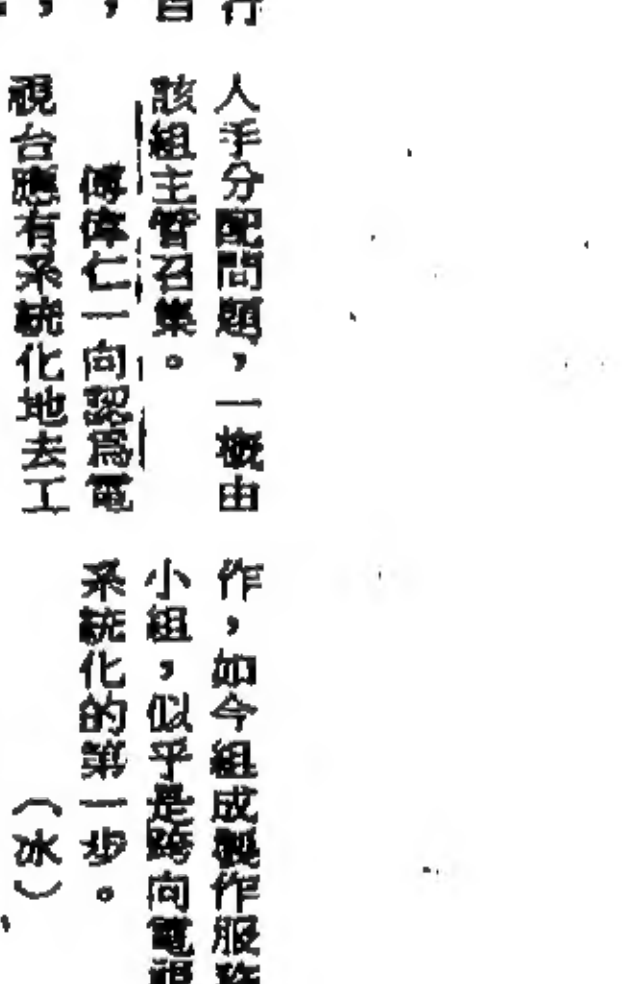 人手分配問題，一概由
該組主管召集。
傅偉仁一向認爲電
視台應有系統化地去工
作，如今組成製作服務
小組，似乎是跨向電視
系統化的第一步。
（冰）